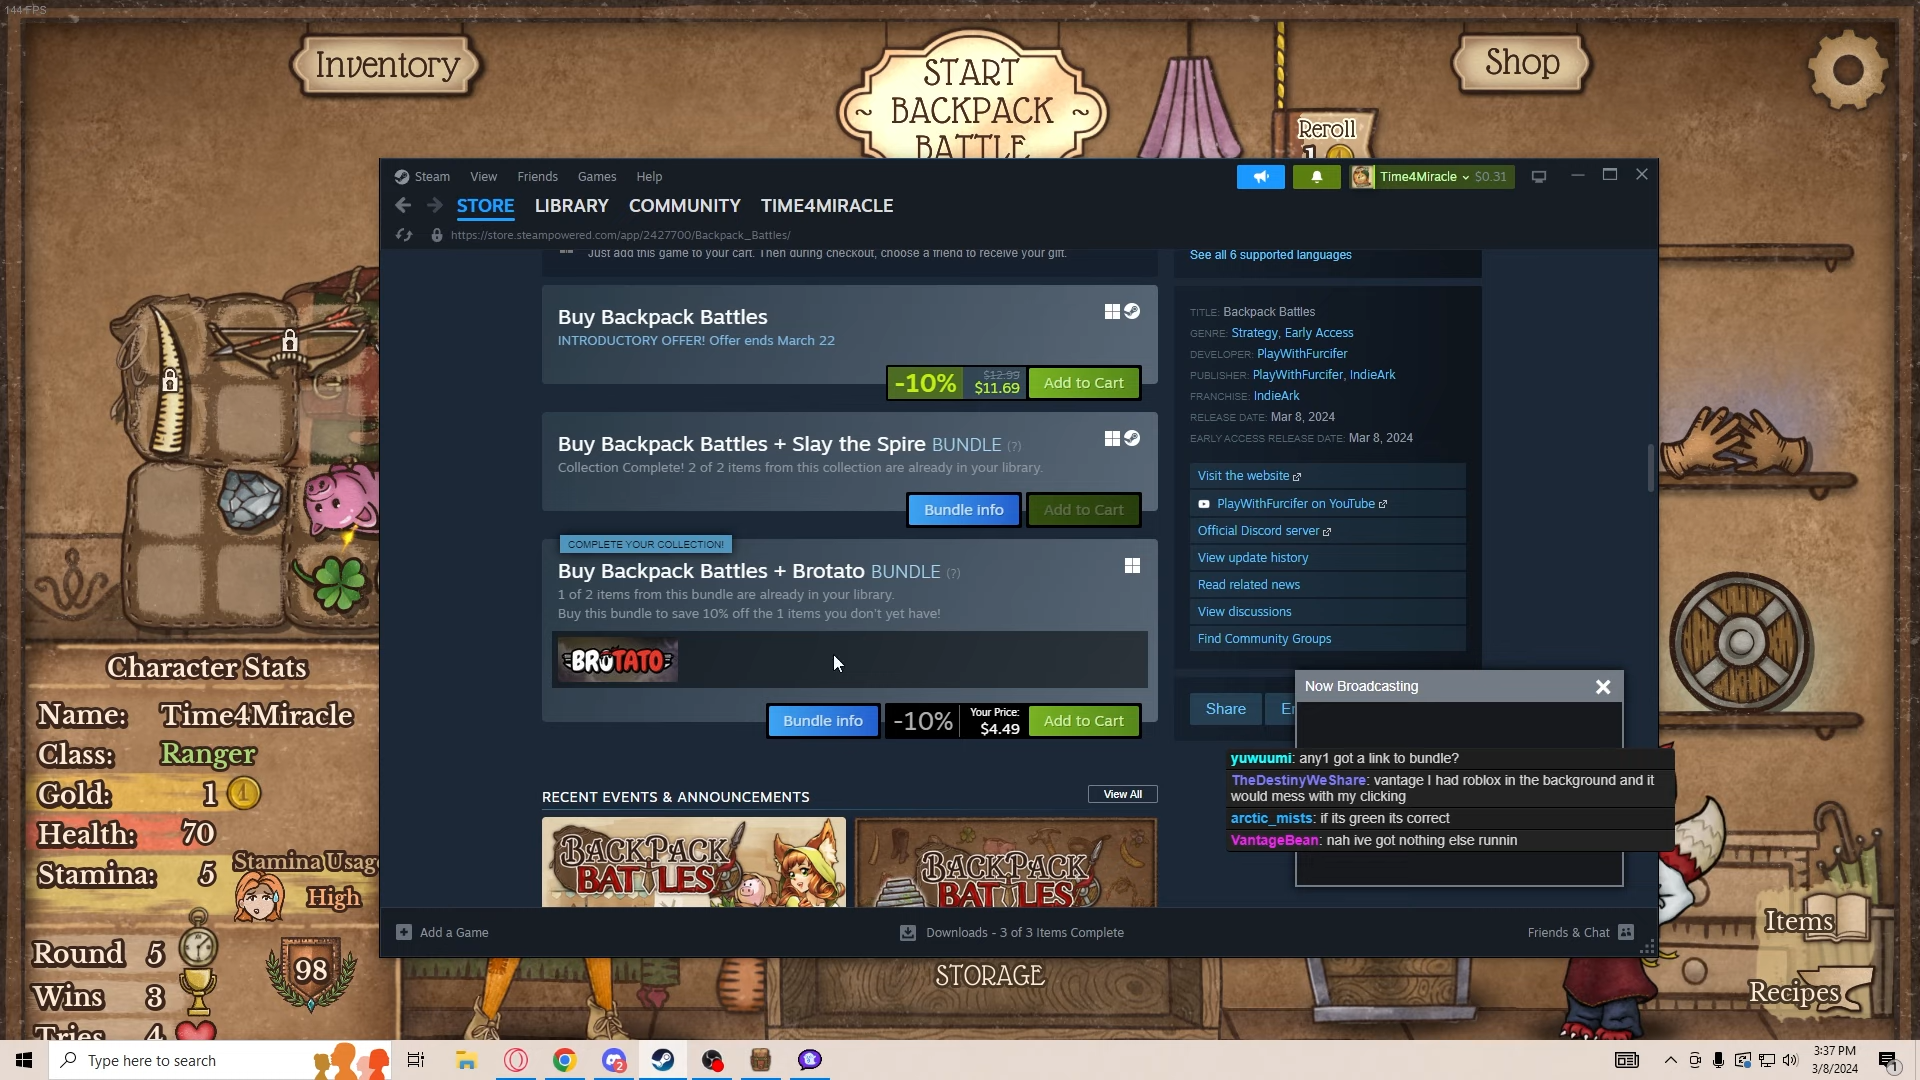 144 FPS
Inventory
START
~ BACKPACK ~
BATTLE
Shop
Reroll
1
Steam View Friends Games Help
Time4Miracle $0.31
STORE LIBRARY COMMUNITY TIME4MIRACLE
https://store.steampowered.com/app/2427700/Backpack_Battles/
Just add this game to your cart. Then during checkout, choose a friend to receive your gift.
See all 6 supported languages
Buy Backpack Battles
INTRODUCTORY OFFER! Offer ends March 22
-10% $12.99 $11.69 Add to Cart
Buy Backpack Battles + Slay the Spire BUNDLE (?)
Collection Complete! 2 of 2 items from this collection are already in your library.
Bundle info Add to Cart
COMPLETE YOUR COLLECTION!
Buy Backpack Battles + Brotato BUNDLE (?)
1 of 2 items from this bundle are already in your library.
Buy this bundle to save 10% off the 1 items you don't yet have!
BROTATO
Bundle info -10% Your Price: $4.49 Add to Cart
RECENT EVENTS & ANNOUNCEMENTS View All
BACKPACK
BATTLES
BACKPACK
BATTLES
TITLE: Backpack Battles
GENRE: Strategy, Early Access
DEVELOPER: PlayWithFurcifer
PUBLISHER: PlayWithFurcifer, IndieArk
FRANCHISE: IndieArk
RELEASE DATE: Mar 8, 2024
EARLY ACCESS RELEASE DATE: Mar 8, 2024
Visit the website
PlayWithFurcifer on YouTube
Official Discord server
View update history
Read related news
View discussions
Find Community Groups
Share
Now Broadcasting
yuwuumi: any1 got a link to bundle?
TheDestinyWeShare: vantage I had roblox in the background and it
would mess with my clicking
arctic_mists: if its green its correct
VantageBean: nah ive got nothing else runnin
Add a Game
Downloads - 3 of 3 Items Complete
Friends & Chat
Character Stats
Name: Time4Miracle
Class: Ranger
Gold: 1
Health: 70
Stamina: 5
Stamina Usage
High
Round 5
Wins 3
Tries 4
98
STORAGE
Items
Recipes
Type here to search
2
3:37 PM
3/8/2024
1